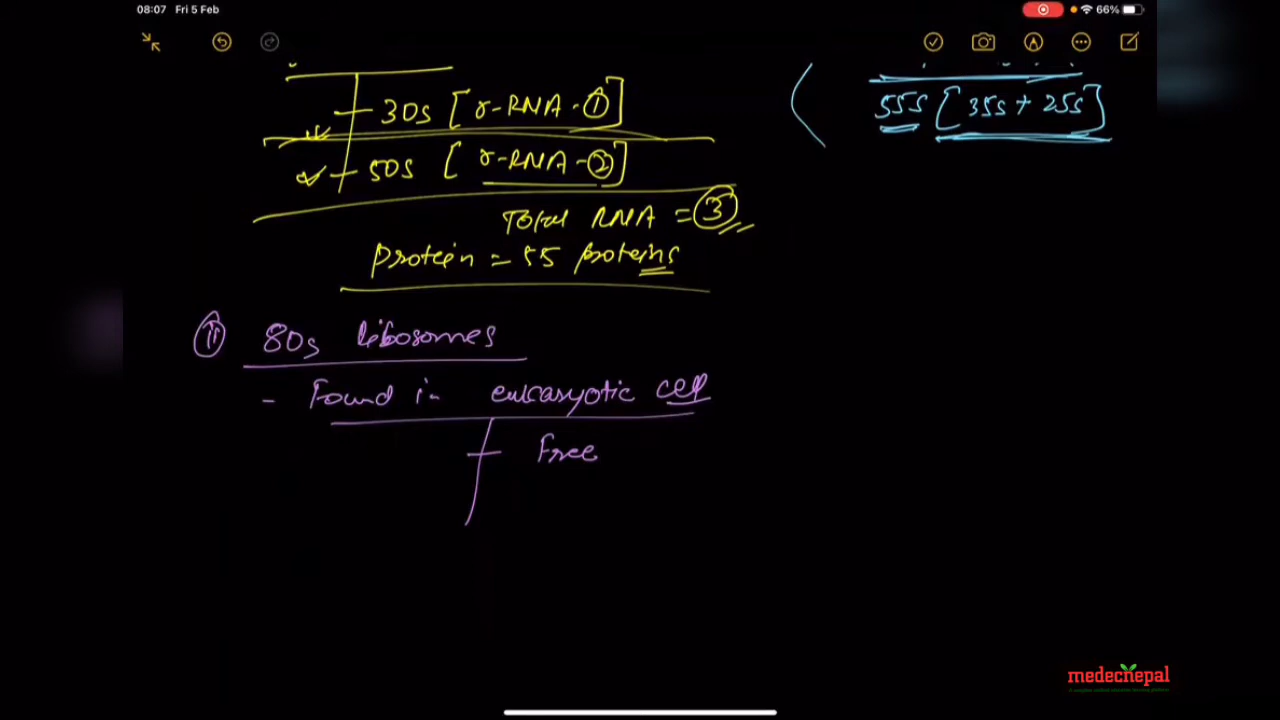 08:07 Fri 5 Feb
66%
30s [r-RNA-①]
55s [35s + 25s]
50s [r-RNA-②]
Total RNA = ③
Protein = 55 proteins
ⓘⓘ 80s ribosomes
- Found in eucaryotic cell
Free
medecnepal